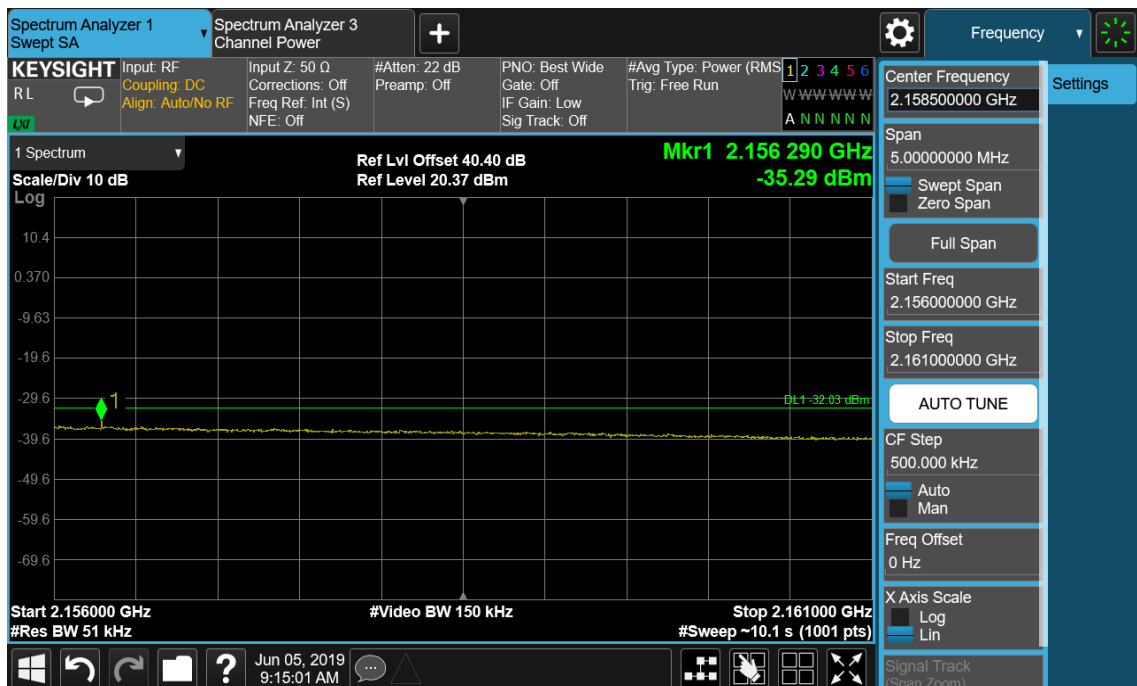 Spectrum Analyzer 1
Swept SA
Spectrum Analyzer 3
Channel Power
Frequency
KEYSIGHT
RL
LXI
Input: RF
Coupling: DC
Align: Auto/No RF
Input Z: 50 Ω
Corrections: Off
Freq Ref: Int (S)
NFE: Off
#Atten: 22 dB
Preamp: Off
PNO: Best Wide
Gate: Off
IF Gain: Low
Sig Track: Off
#Avg Type: Power (RMS
Trig: Free Run
1 2 3 4 5 6
W W W W W W
A N N N N N
1 Spectrum
Scale/Div 10 dB
Log
Ref Lvl Offset 40.40 dB
Ref Level 20.37 dBm
Mkr1 2.156 290 GHz
-35.29 dBm
10.4
0.370
-9.63
-19.6
-29.6
1
DL1 -32.03 dBm
-39.6
-49.6
-59.6
-69.6
Start 2.156000 GHz
#Video BW 150 kHz
Stop 2.161000 GHz
#Res BW 51 kHz
#Sweep ~10.1 s (1001 pts)
?
Jun 05, 2019
9:15:01 AM
Center Frequency
2.158500000 GHz
Settings
Span
5.00000000 MHz
Swept Span
Zero Span
Full Span
Start Freq
2.156000000 GHz
Stop Freq
2.161000000 GHz
AUTO TUNE
CF Step
500.000 kHz
Auto
Man
Freq Offset
0 Hz
X Axis Scale
Log
Lin
Signal Track
(Span Zoom)